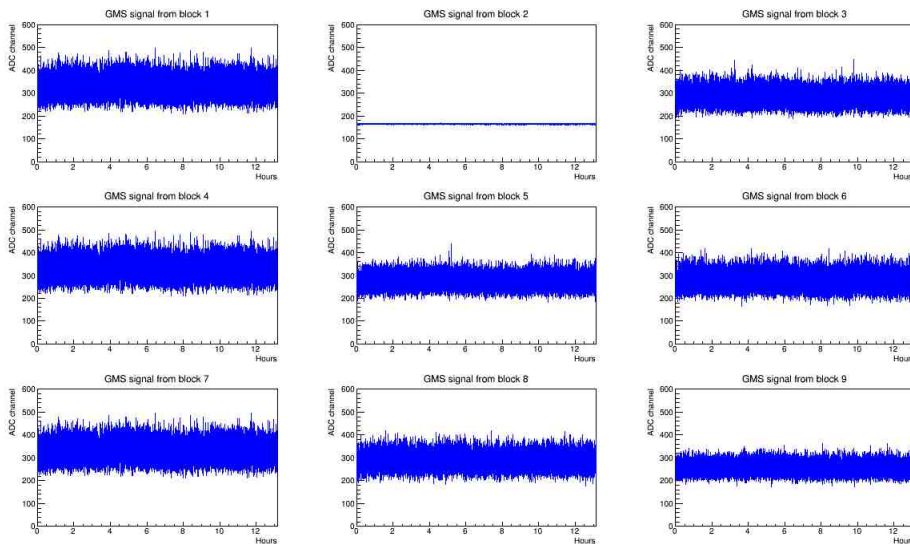 GMS signal from block 1
GMS signal from block 2
GMS signal from block 3
ADC channel
600
500
400
300
200
100
0
0 2 4 6 8 10 12
Hours
ADC channel
600
500
400
300
200
100
0
0 2 4 6 8 10 12
Hours
ADC channel
600
500
400
300
200
100
0
0 2 4 6 8 10 12
Hours
GMS signal from block 4
GMS signal from block 5
GMS signal from block 6
ADC channel
600
500
400
300
200
100
0
0 2 4 6 8 10 12
Hours
ADC channel
600
500
400
300
200
100
0
0 2 4 6 8 10 12
Hours
ADC channel
600
500
400
300
200
100
0
0 2 4 6 8 10 12
Hours
GMS signal from block 7
GMS signal from block 8
GMS signal from block 9
ADC channel
600
500
400
300
200
100
0
0 2 4 6 8 10 12
Hours
ADC channel
600
500
400
300
200
100
0
0 2 4 6 8 10 12
Hours
ADC channel
600
500
400
300
200
100
0
0 2 4 6 8 10 12
Hours